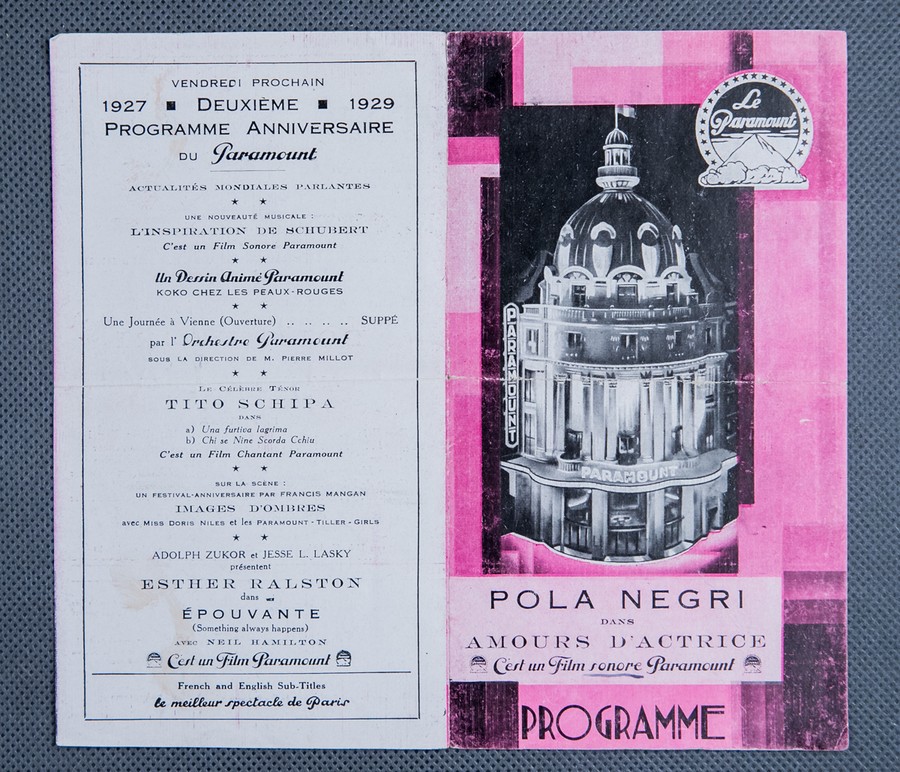 VENDREDI PROCHAIN
1927 ■ DEUXIÈME ■ 1929
PROGRAMME ANNIVERSAIRE
DU Paramount
ACTUALITÉS MONDIALES PARLANTES
★ ★
UNE NOUVEAUTÉ MUSICALE :
L'INSPIRATION DE SCHUBERT
C'est un Film Sonore Paramount
★ ★
Un Dessin Animé Paramount
KOKO CHEZ LES PEAUX-ROUGES
★ ★
Une Journée à Vienne (Ouverture) .. .. .. .. SUPPÉ
par l'Orchestre Paramount
SOUS LA DIRECTION DE M. PIERRE MILLOT
★ ★
LE CÉLÈBRE TÉNOR
TITO SCHIPA
DANS
a) Una furtiva lagrima
b) Chi se Nine Scorda Cchiu
C'est un Film Chantant Paramount
★ ★
SUR LA SCÈNE :
UN FESTIVAL-ANNIVERSAIRE PAR FRANCIS MANGAN
IMAGES D'OMBRES
avec MISS DORIS NILES et les PARAMOUNT-TILLER-GIRLS
★ ★
ADOLPH ZUKOR et JESSE L. LASKY
présentent
ESTHER RALSTON
dans
ÉPOUVANTE
(Something always happens)
AVEC NEIL HAMILTON
C'est un Film Paramount
French and English Sub-Titles
le meilleur spectacle de Paris
Le
Paramount
PARAMOUNT
PARAMOUNT
POLA NEGRI
DANS
AMOURS D'ACTRICE
C'est un Film sonore Paramount
PROGRAMME